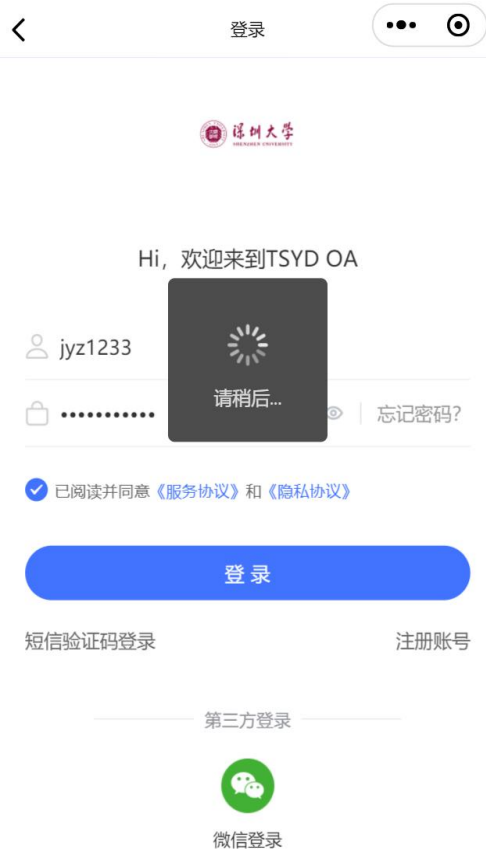 登录
深圳大学
SHENZHEN UNIVERSITY
Hi，欢迎来到TSYD OA
jyz1233
请稍后...
•••••••••••
忘记密码?
已阅读并同意《服务协议》和《隐私协议》
登 录
短信验证码登录
注册账号
第三方登录
微信登录